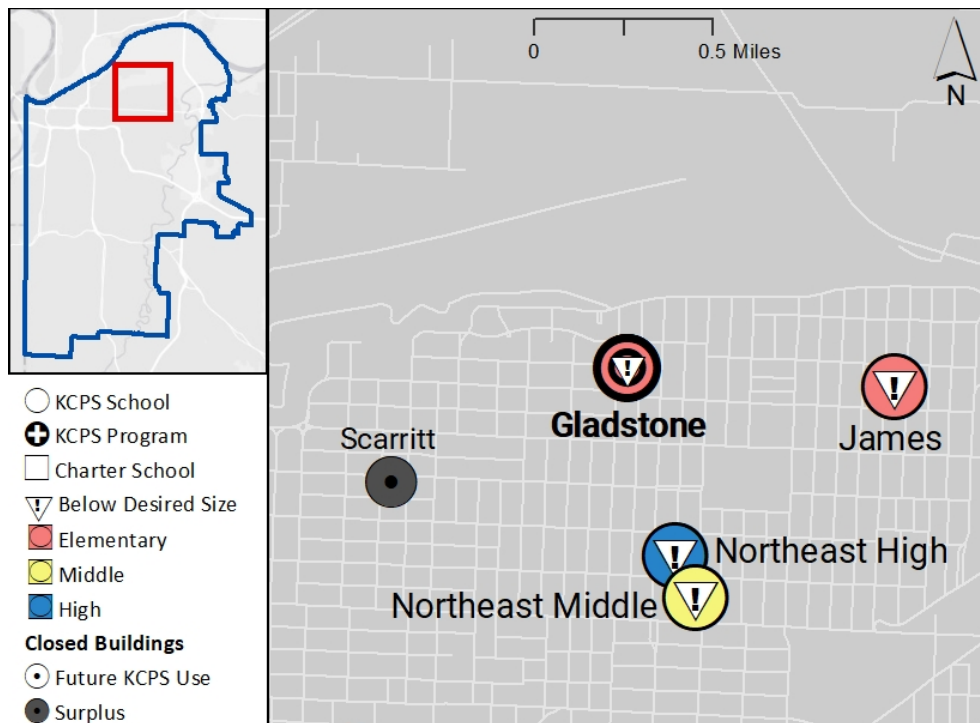 0 0.5 Miles
N
KCPS School
KCPS Program
Charter School
! Below Desired Size
Elementary
Middle
High
Closed Buildings
Future KCPS Use
Surplus
!
Gladstone
!
James
Scarritt
! Northeast High
Northeast Middle !